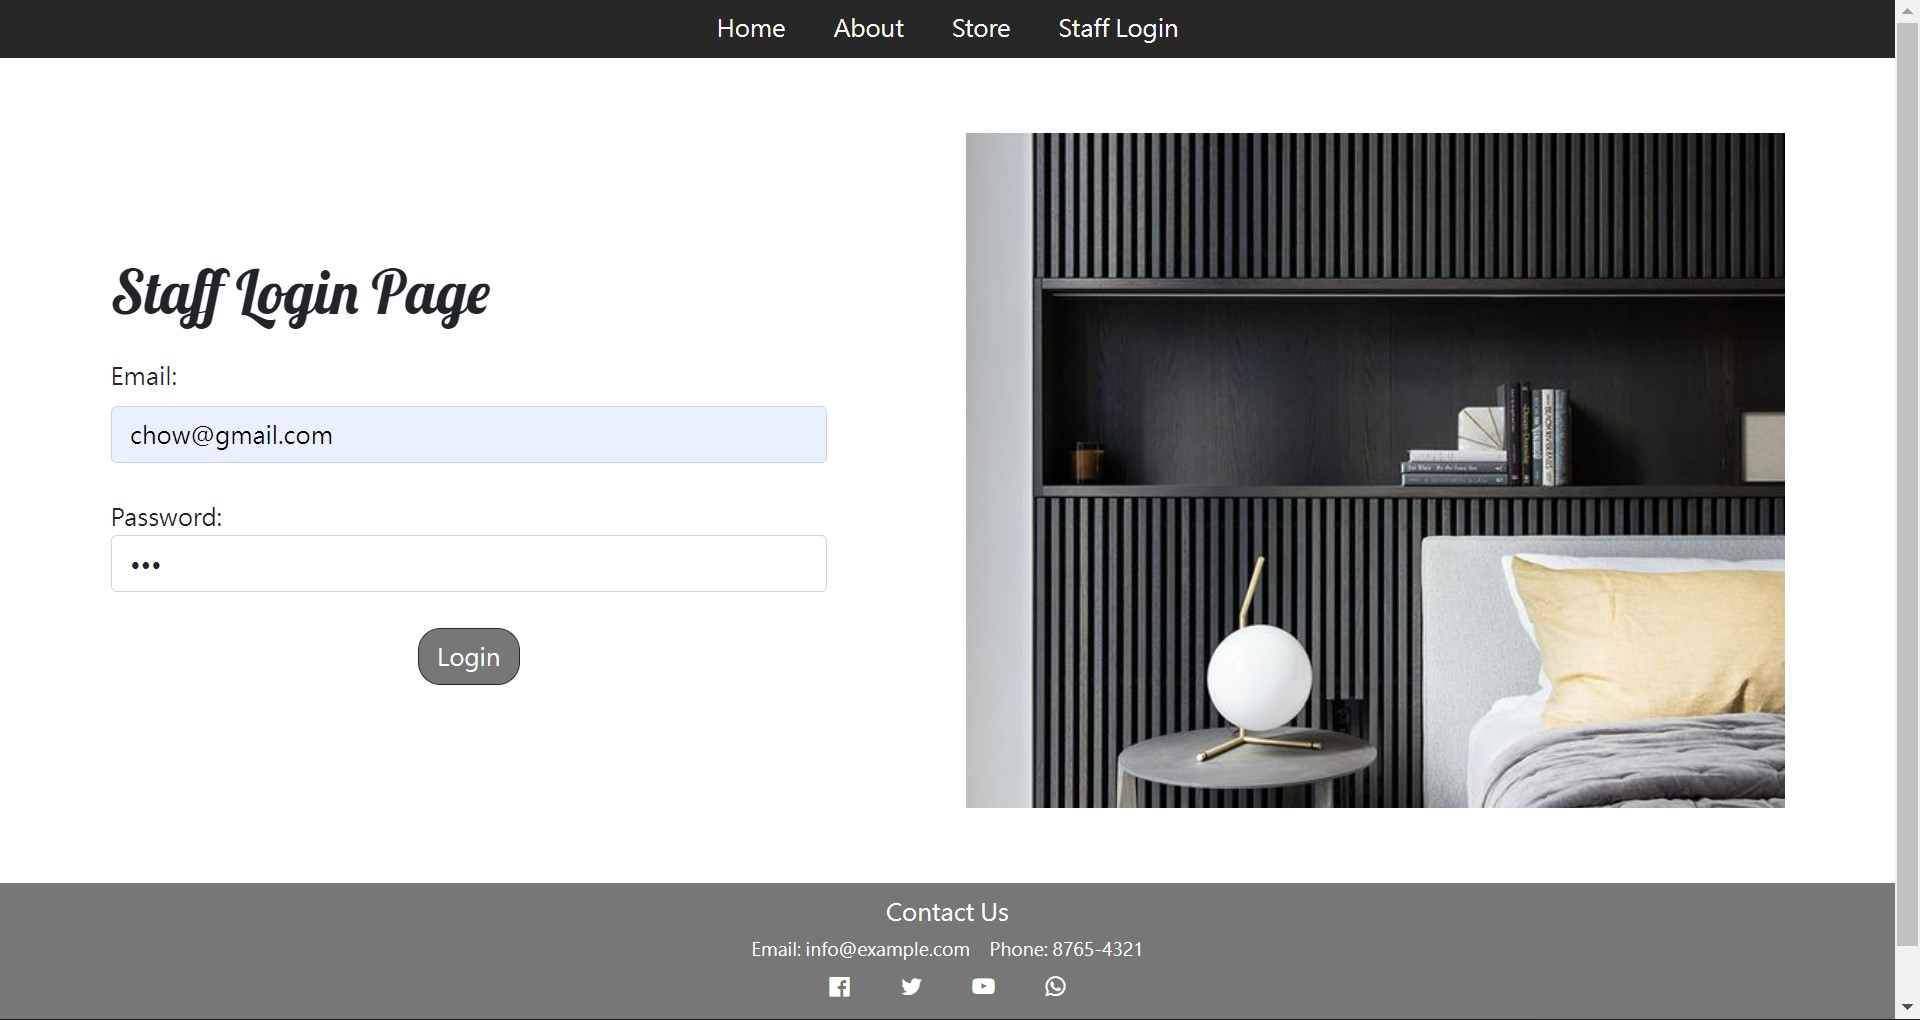 Home About Store Staff Login
Staff Login Page
Email:
chow@gmail.com
Password:
•••
Login
Contact Us
Email: info@example.com Phone: 8765-4321